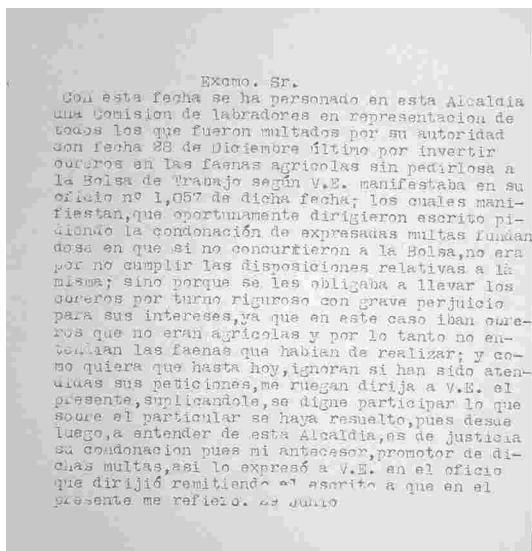 Excmo. Sr.
Con esta fecha se ha personado en esta Alcaldia
una Comision de labradores en representacion de
todos los que fueron multados por su autoridad
con fecha 28 de Diciembre último por invertir
obreros en las faenas agricolas sin pedirlosa a
la Bolsa de Trabajo según V.E. manifestaba en su
oficio nº 1,057 de dicha fecha; los cuales mani-
fiestan,que oportunamente dirigieron escrito pi-
diendo la condonación de expresadas multas fundan
dose en que si no concurrieron a la Bolsa,no era
por no cumplir las disposiciones relativas a la
misma; sino porque se les obligaba a llevar los
obreros por turno riguroso con grave perjuicio
para sus intereses,ya que en este caso iban obre-
ros que no eran agricolas y por lo tanto no en-
tendian las faenas que habian de realizar; y co-
mo quiera que hasta hoy,ignoran si han sido aten-
didas sus peticiones,me ruegan dirija a V.E. el
presente,suplicandole,se digne participar lo que
sobre el particular se haya resuelto,pues desde
luego,a entender de esta Alcaldia,es de justicia
su condonacion pues mi antecesor,promotor de di-
chas multas,asi lo expresó a V.E. en el oficio
que dirijió remitiendo el escrito a que en el
presente me refiero. 29 Junio